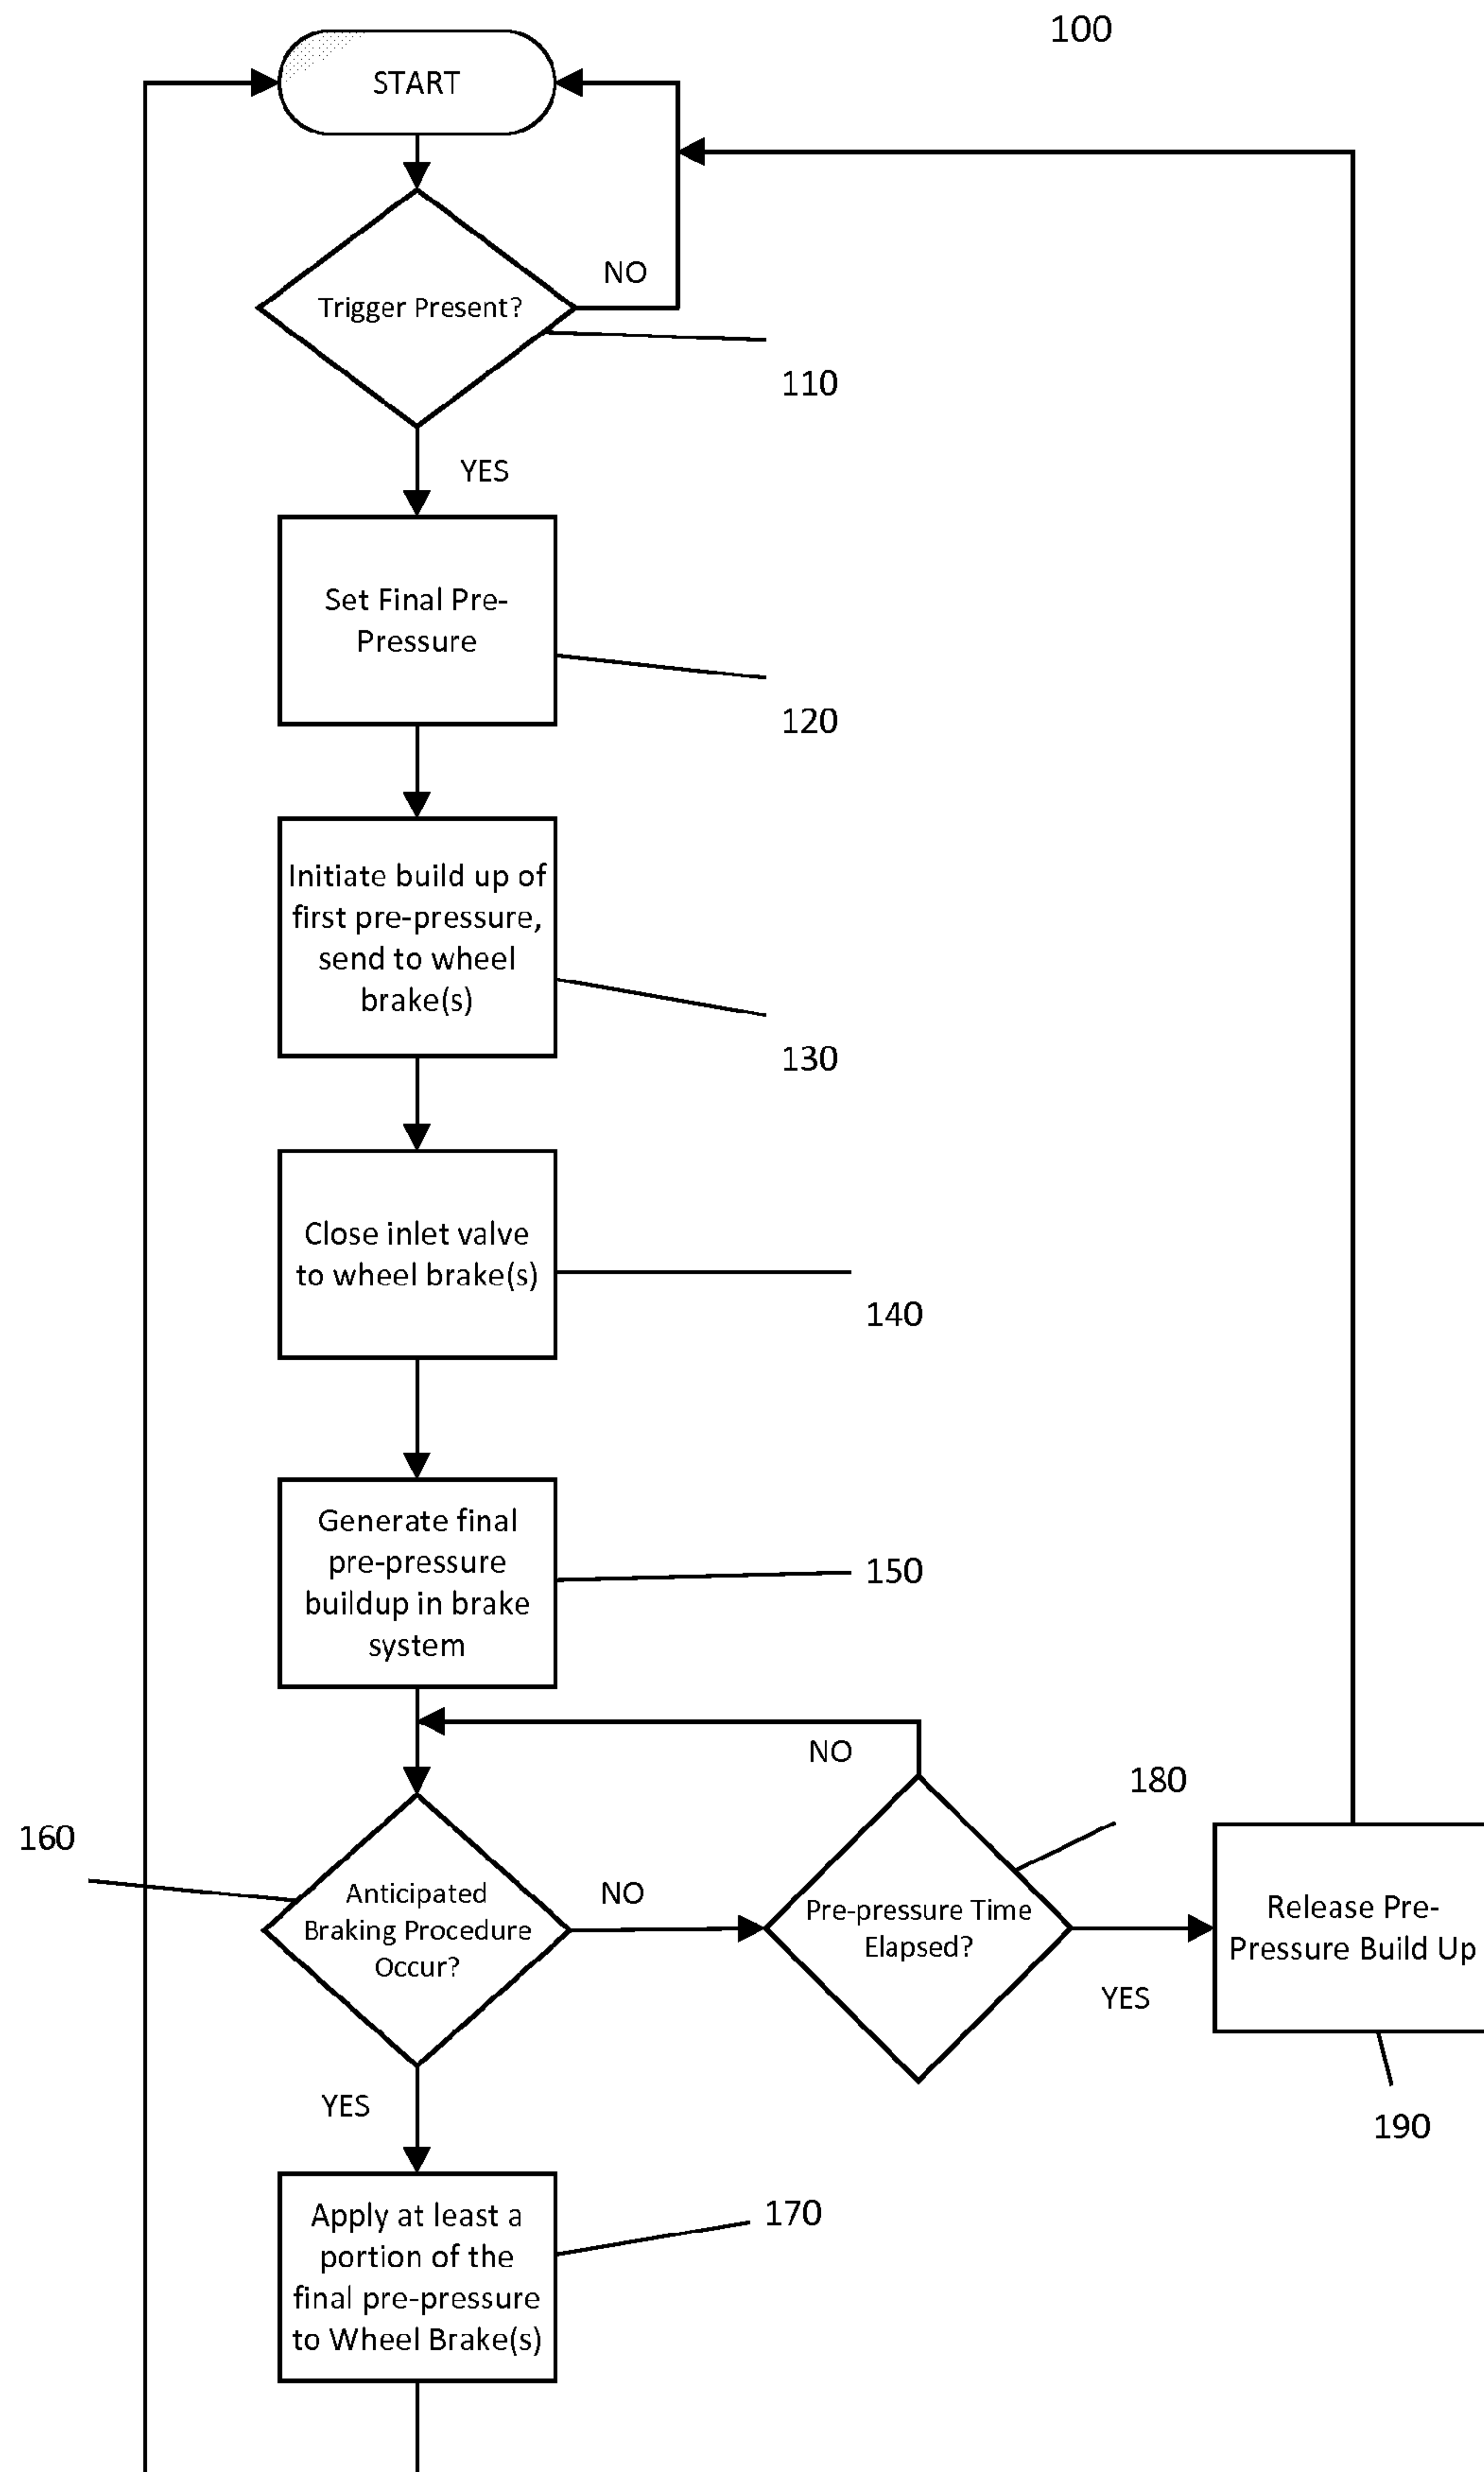 100
START
NO
Trigger Present?
110
YES
Set Final Pre-
Pressure
120
Initiate build up of
first pre-pressure,
send to wheel
brake(s)
130
Close inlet valve
to wheel brake(s)
140
Generate final
pre-pressure
buildup in brake
system
150
NO
180
160
Anticipated
Braking Procedure
Occur?
NO
Pre-pressure Time
Elapsed?
YES
Release Pre-
Pressure Build Up
190
YES
Apply at least a
portion of the
final pre-pressure
to Wheel Brake(s)
170